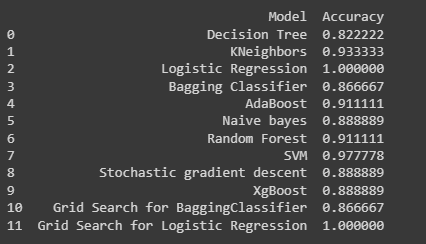 Model Accuracy
0 Decision Tree 0.822222
1 KNeighbors 0.933333
2 Logistic Regression 1.000000
3 Bagging Classifier 0.866667
4 AdaBoost 0.911111
5 Naive bayes 0.888889
6 Random Forest 0.911111
7 SVM 0.977778
8 Stochastic gradient descent 0.888889
9 XgBoost 0.888889
10 Grid Search for BaggingClassifier 0.866667
11 Grid Search for Logistic Regression 1.000000